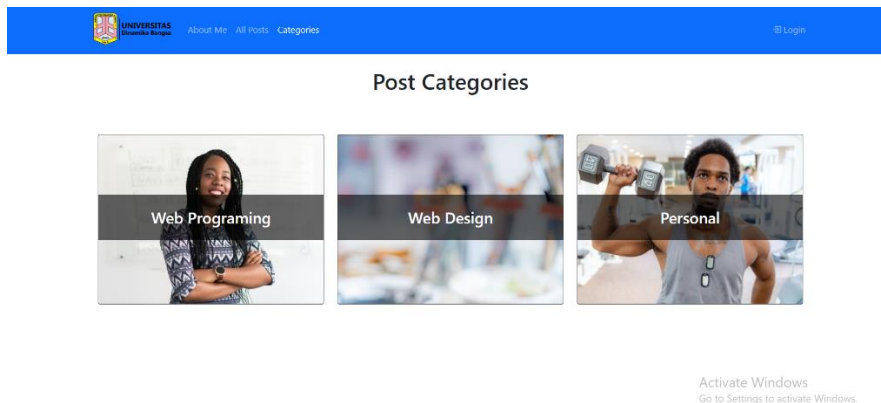 UNIVERSITAS
Dinamika Bangsa
About Me All Posts Categories
Login
Post Categories
Web Programing
Web Design
Personal
Activate Windows
Go to Settings to activate Windows.